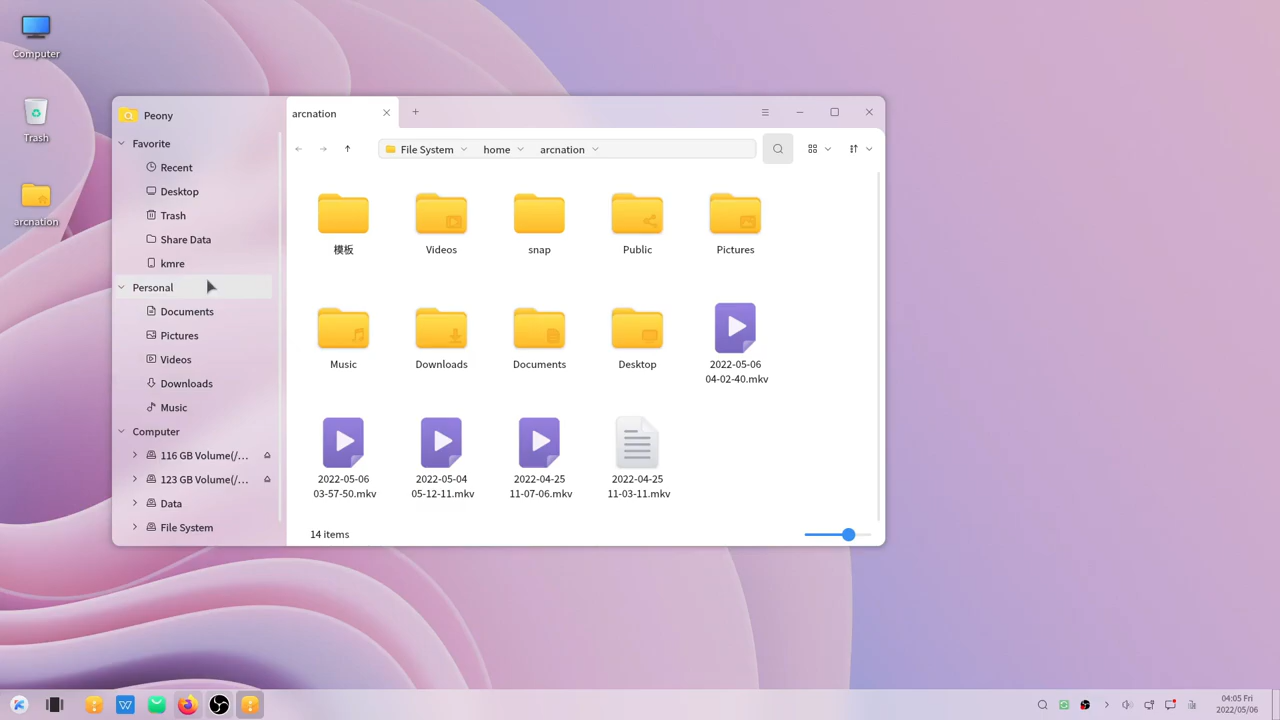 Computer
Trash
arcnation
Peony
Favorite
Recent
Desktop
Trash
Share Data
kmre
Personal
Documents
Pictures
Videos
Downloads
Music
Computer
116 GB Volume(/...
123 GB Volume(/...
Data
File System
arcnation
File System
home
arcnation
模板
Videos
snap
Public
Pictures
Music
Downloads
Documents
Desktop
2022-05-06
04-02-40.mkv
2022-05-06
03-57-50.mkv
2022-05-04
05-12-11.mkv
2022-04-25
11-07-06.mkv
2022-04-25
11-03-11.mkv
14 items
04:05 Fri
2022/05/06